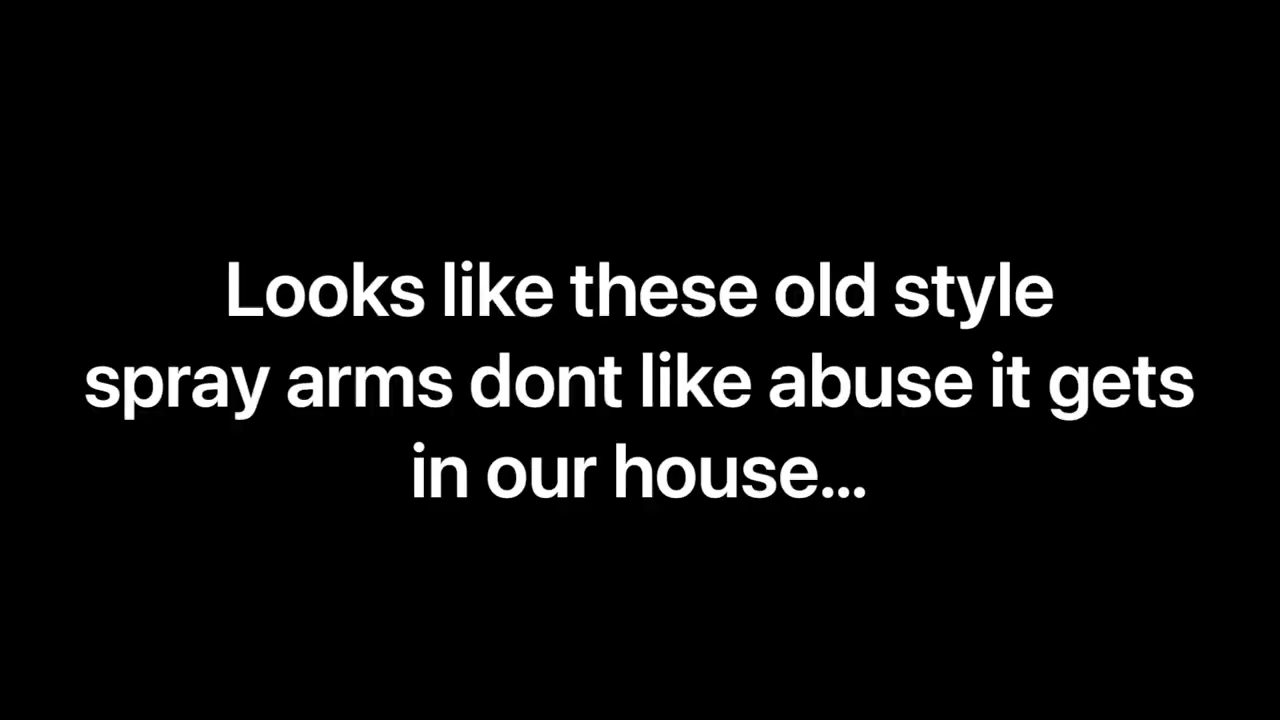 Looks like these old style
spray arms dont like abuse it gets
in our house...